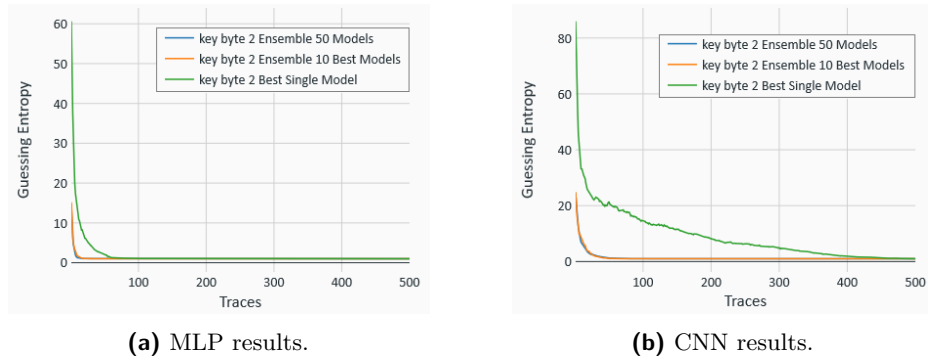 60
50
40
30
20
10
0
Guessing Entropy
key byte 2 Ensemble 50 Models
key byte 2 Ensemble 10 Best Models
key byte 2 Best Single Model
100
200
300
400
500
Traces
(a) MLP results.
80
60
40
20
0
Guessing Entropy
key byte 2 Ensemble 50 Models
key byte 2 Ensemble 10 Best Models
key byte 2 Best Single Model
100
200
300
400
500
Traces
(b) CNN results.